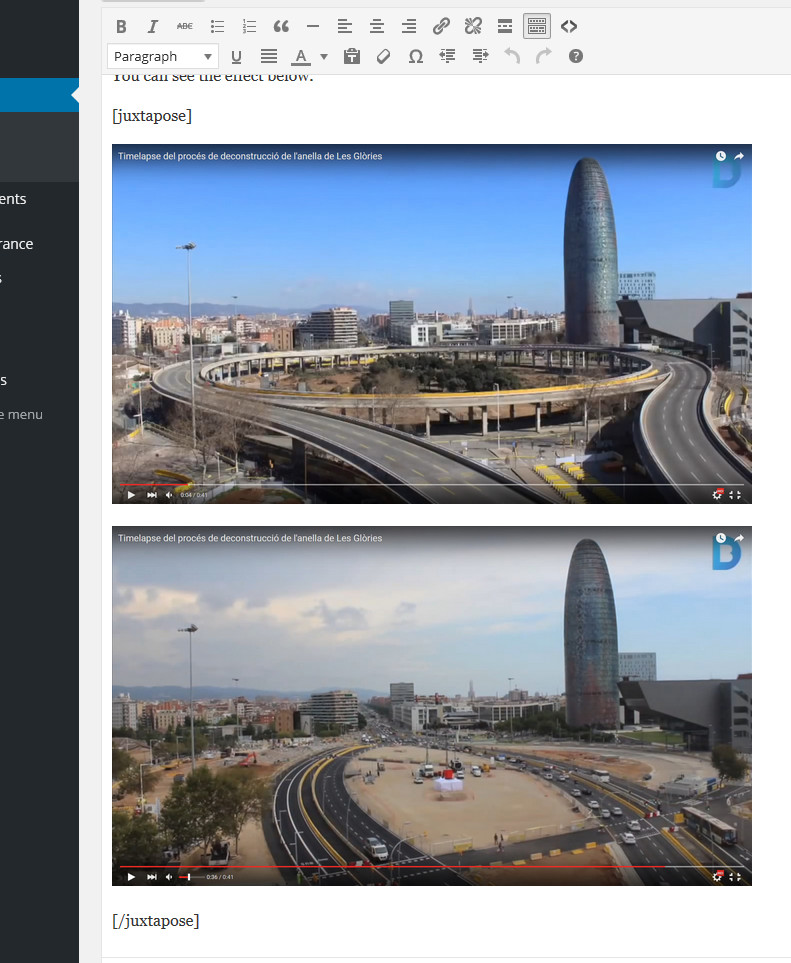 B I ABC
Paragraph U A Ω ?
You can see the effect below.
[juxtapose]
ents
rance
s
s
e menu
Timelapse del procés de deconstrucció de l'anella de Les Glòries
B
0:04 / 0:41
Timelapse del procés de deconstrucció de l'anella de Les Glòries
B
0:36 / 0:41
[/juxtapose]